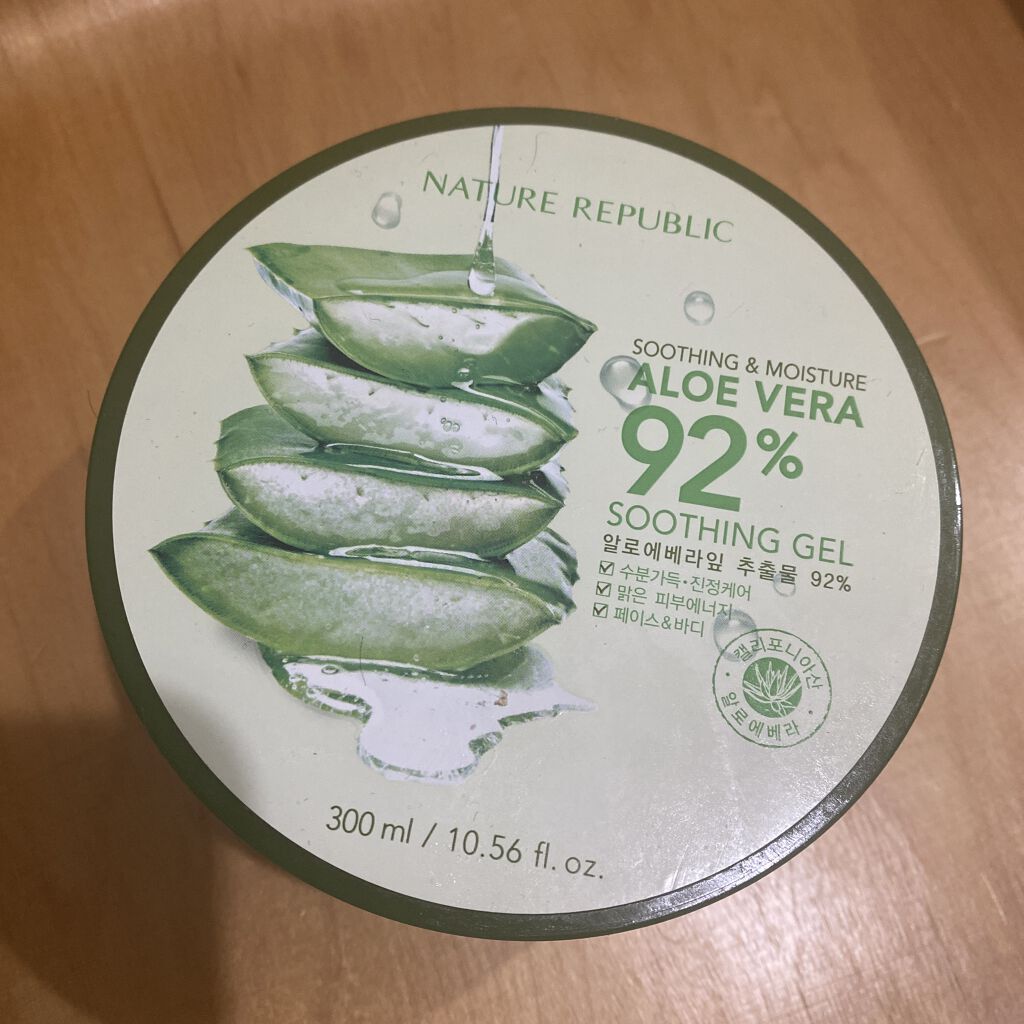 NATURE REPUBLIC
SOOTHING & MOISTURE
ALOE VERA
92%
SOOTHING GEL
알로에베라잎 추출물 92%
수분가득·진정케어
맑은 피부에너지
페이스&바디
캘리포니아산
알로에베라
300 ml / 10.56 fl. oz.